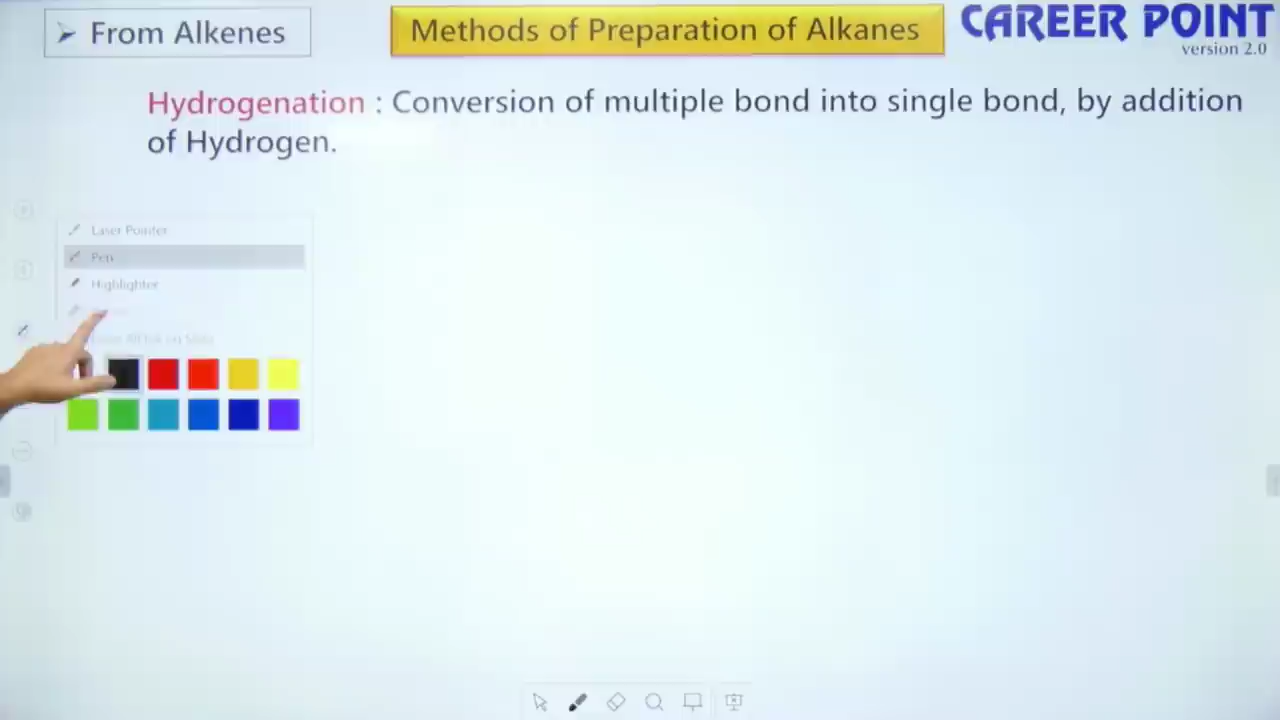 ➤ From Alkenes
Methods of Preparation of Alkanes
CAREER POINT
version 2.0
Hydrogenation : Conversion of multiple bond into single bond, by addition
of Hydrogen.
Laser Pointer
Pen
Highlighter